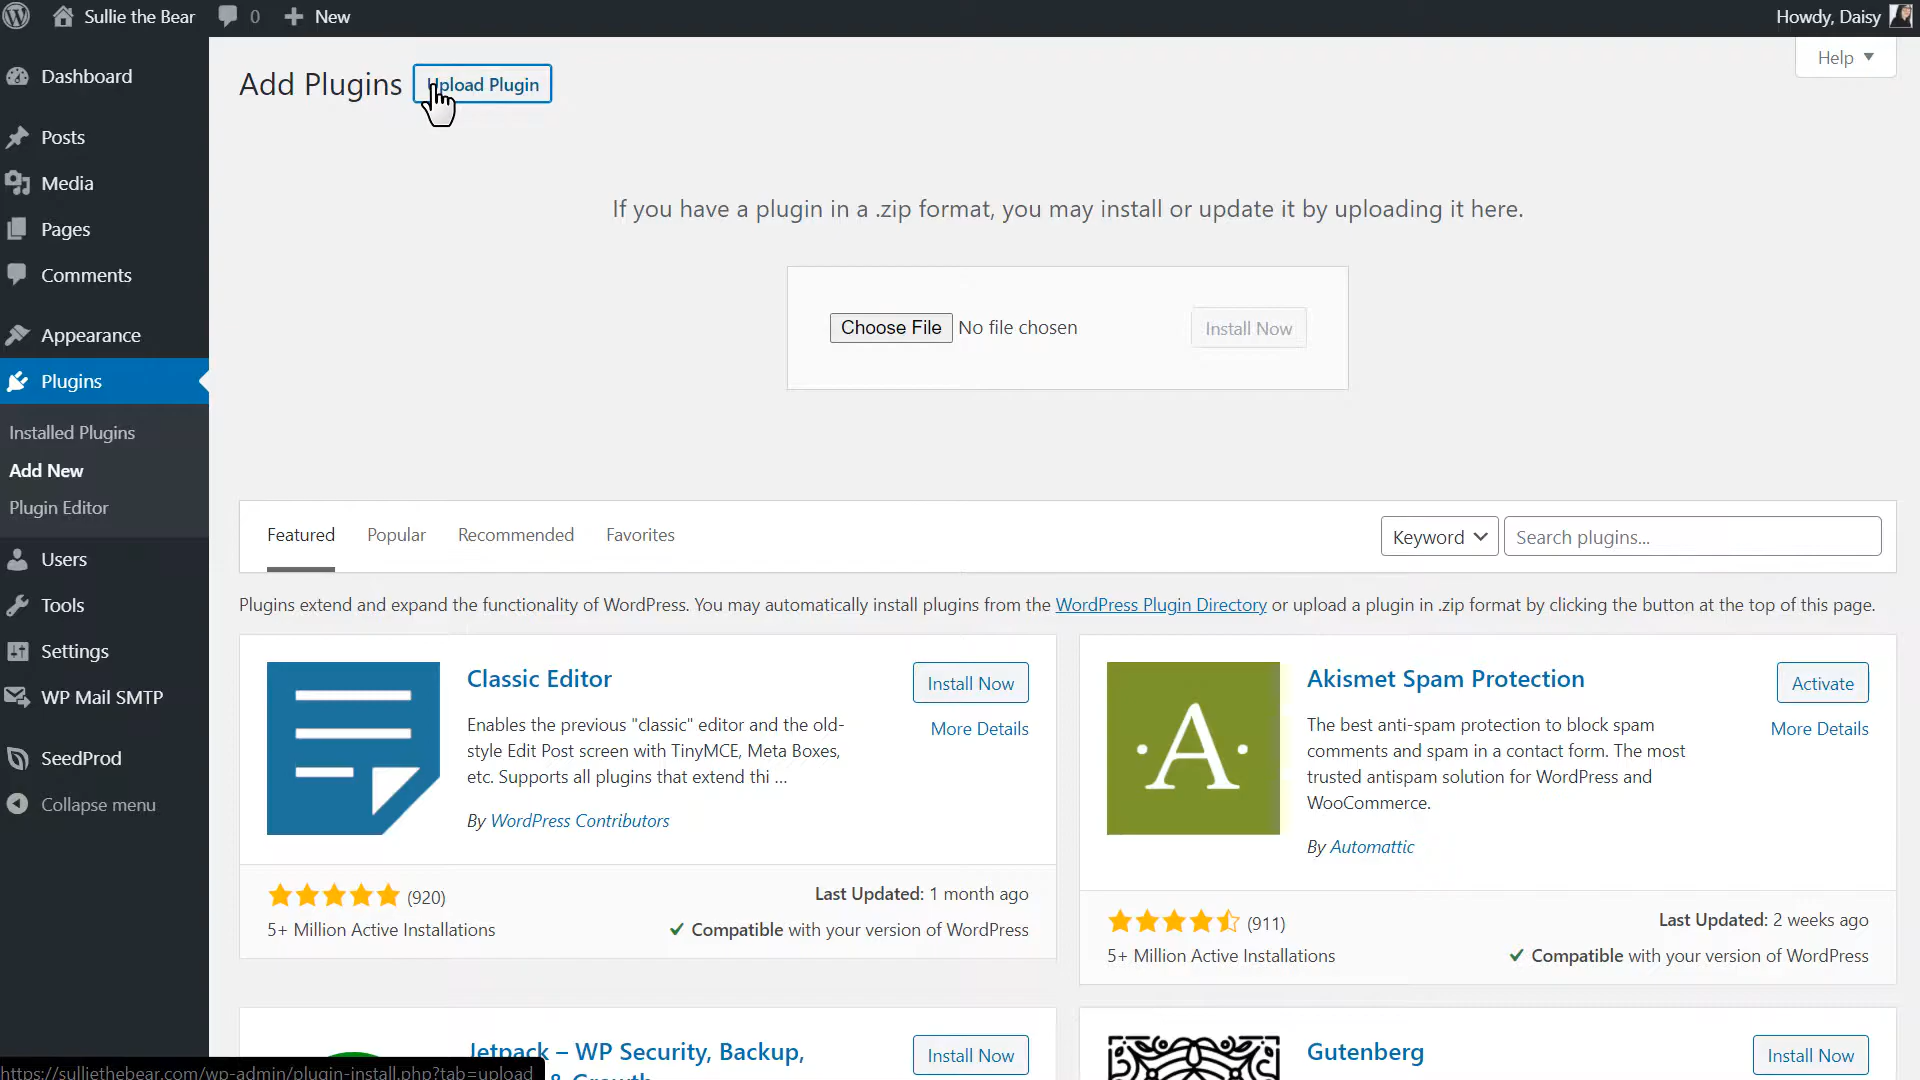 Sullie the Bear
0
New
Howdy, Daisy
Help
Dashboard
Posts
Media
Pages
Comments
Appearance
Plugins
Installed Plugins
Add New
Plugin Editor
Users
Tools
Settings
WP Mail SMTP
SeedProd
Collapse menu
Add Plugins
Upload Plugin
If you have a plugin in a .zip format, you may install or update it by uploading it here.
Choose File No file chosen
Install Now
Featured
Popular
Recommended
Favorites
Keyword
Search plugins...
Plugins extend and expand the functionality of WordPress. You may automatically install plugins from the WordPress Plugin Directory or upload a plugin in .zip format by clicking the button at the top of this page.
Classic Editor
Install Now
More Details
Enables the previous "classic" editor and the old-
style Edit Post screen with TinyMCE, Meta Boxes,
etc. Supports all plugins that extend thi ...
By WordPress Contributors
(920)
5+ Million Active Installations
Last Updated: 1 month ago
Compatible with your version of WordPress
A
Akismet Spam Protection
Activate
More Details
The best anti-spam protection to block spam
comments and spam in a contact form. The most
trusted antispam solution for WordPress and
WooCommerce.
By Automattic
(911)
5+ Million Active Installations
Last Updated: 2 weeks ago
Compatible with your version of WordPress
Jetpack – WP Security, Backup,
& Growth
Install Now
Gutenberg
Install Now
https://sulliethebear.com/wp-admin/plugin-install.php?tab=upload